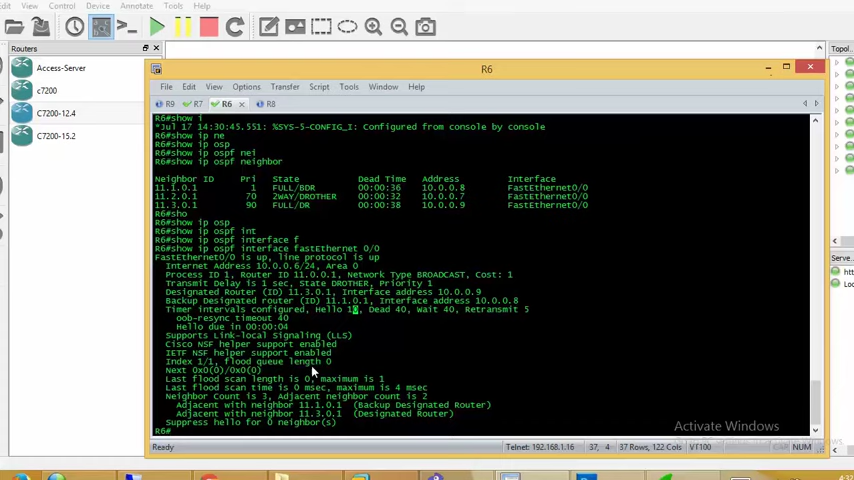 Edit View Control Device Annotate Tools Help
Routers
Topol..
Access-Server
c7200
C7200-12.4
C7200-15.2
R6
File Edit View Options Transfer Script Tools Window Help
R9 R7 R6 R8
R6#show i
*Jul 17 14:30:45.551: %SYS-5-CONFIG_I: Configured from console by console
R6#show ip ne
R6#show ip osp
R6#show ip ospf nei
R6#show ip ospf neighbor
Neighbor ID Pri State Dead Time Address Interface
11.1.0.1 1 FULL/BDR 00:00:36 10.0.0.8 FastEthernet0/0
11.2.0.1 70 2WAY/DROTHER 00:00:32 10.0.0.7 FastEthernet0/0
11.3.0.1 90 FULL/DR 00:00:38 10.0.0.9 FastEthernet0/0
R6#sho
R6#show ip osp
R6#show ip ospf int
R6#show ip ospf interface f
R6#show ip ospf interface fastEthernet 0/0
FastEthernet0/0 is up, line protocol is up
Internet Address 10.0.0.6/24, Area 0
Process ID 1, Router ID 11.0.0.1, Network Type BROADCAST, Cost: 1
Transmit Delay is 1 sec, State DROTHER, Priority 1
Designated Router (ID) 11.3.0.1, Interface address 10.0.0.9
Backup Designated router (ID) 11.1.0.1, Interface address 10.0.0.8
Timer intervals configured, Hello 10, Dead 40, Wait 40, Retransmit 5
oob-resync timeout 40
Hello due in 00:00:04
Supports Link-local Signaling (LLS)
Cisco NSF helper support enabled
IETF NSF helper support enabled
Index 1/1, flood queue length 0
Next 0x0(0)/0x0(0)
Last flood scan length is 0, maximum is 1
Last flood scan time is 0 msec, maximum is 4 msec
Neighbor Count is 3, Adjacent neighbor count is 2
Adjacent with neighbor 11.1.0.1 (Backup Designated Router)
Adjacent with neighbor 11.3.0.1 (Designated Router)
Suppress hello for 0 neighbor(s)
R6#
Serve..
Activate Windows
Ready Telnet: 192.168.1.16 37, 4 37 Rows, 122 Cols VT100 CAP NUM